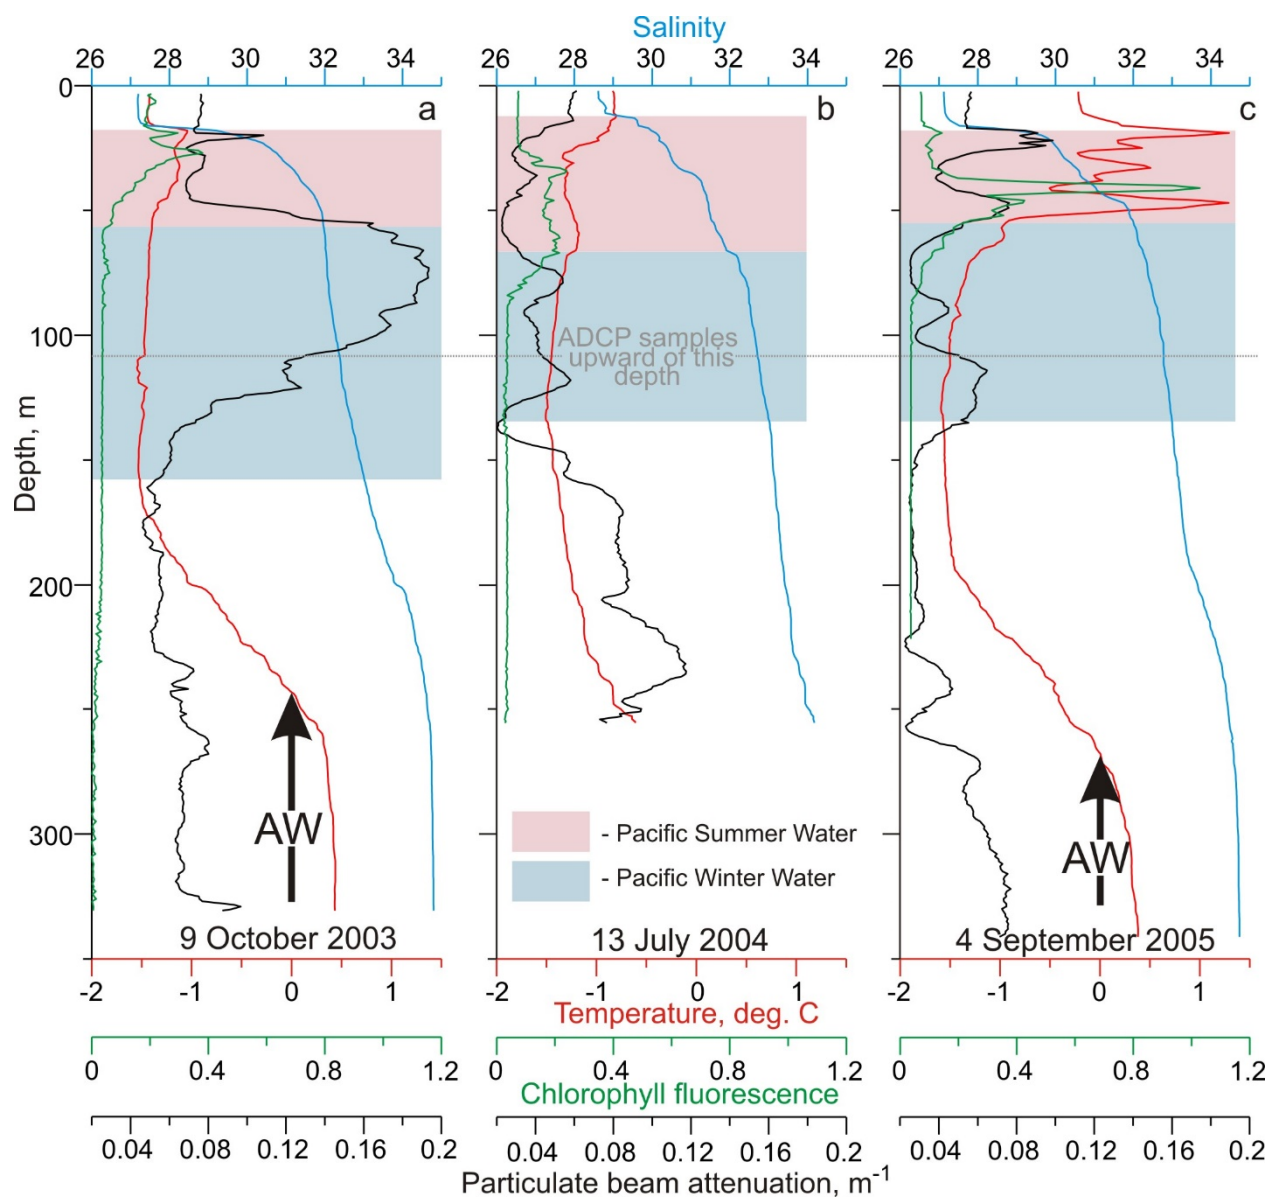 Salinity
26 28 30 32 34
26 28 30 32 34
26 28 30 32 34
a
b
c
0
100
200
300
Depth, m
ADCP samples
upward of this
depth
AW
AW
- Pacific Summer Water
- Pacific Winter Water
9 October 2003
13 July 2004
4 September 2005
-2 -1 0 1
-2 -1 0 1
-2 -1 0 1
Temperature, deg. C
0 0.4 0.8 1.2
0 0.4 0.8 1.2
0 0.4 0.8 1.2
Chlorophyll fluorescence
0.04 0.08 0.12 0.16 0.2
0.04 0.08 0.12 0.16 0.2
0.04 0.08 0.12 0.16 0.2
Particulate beam attenuation, m⁻¹